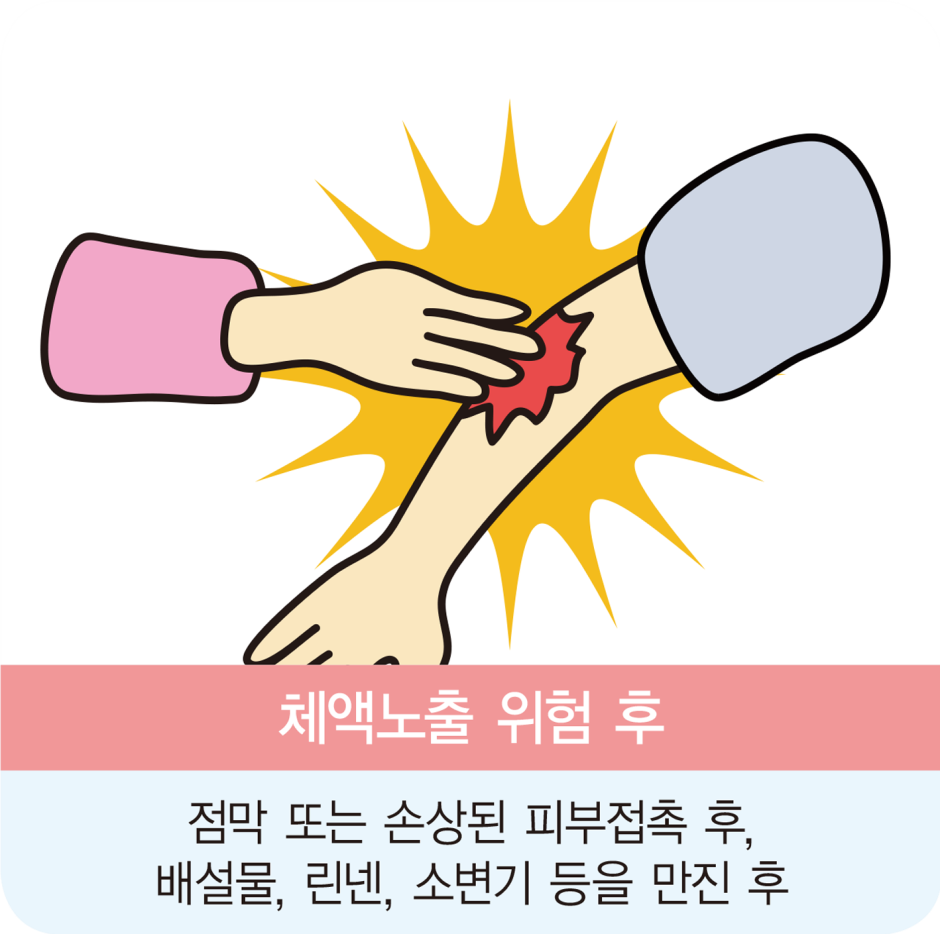 체액노출 위험 후
점막 또는 손상된 피부접촉 후,
배설물, 린넨, 소변기 등을 만진 후